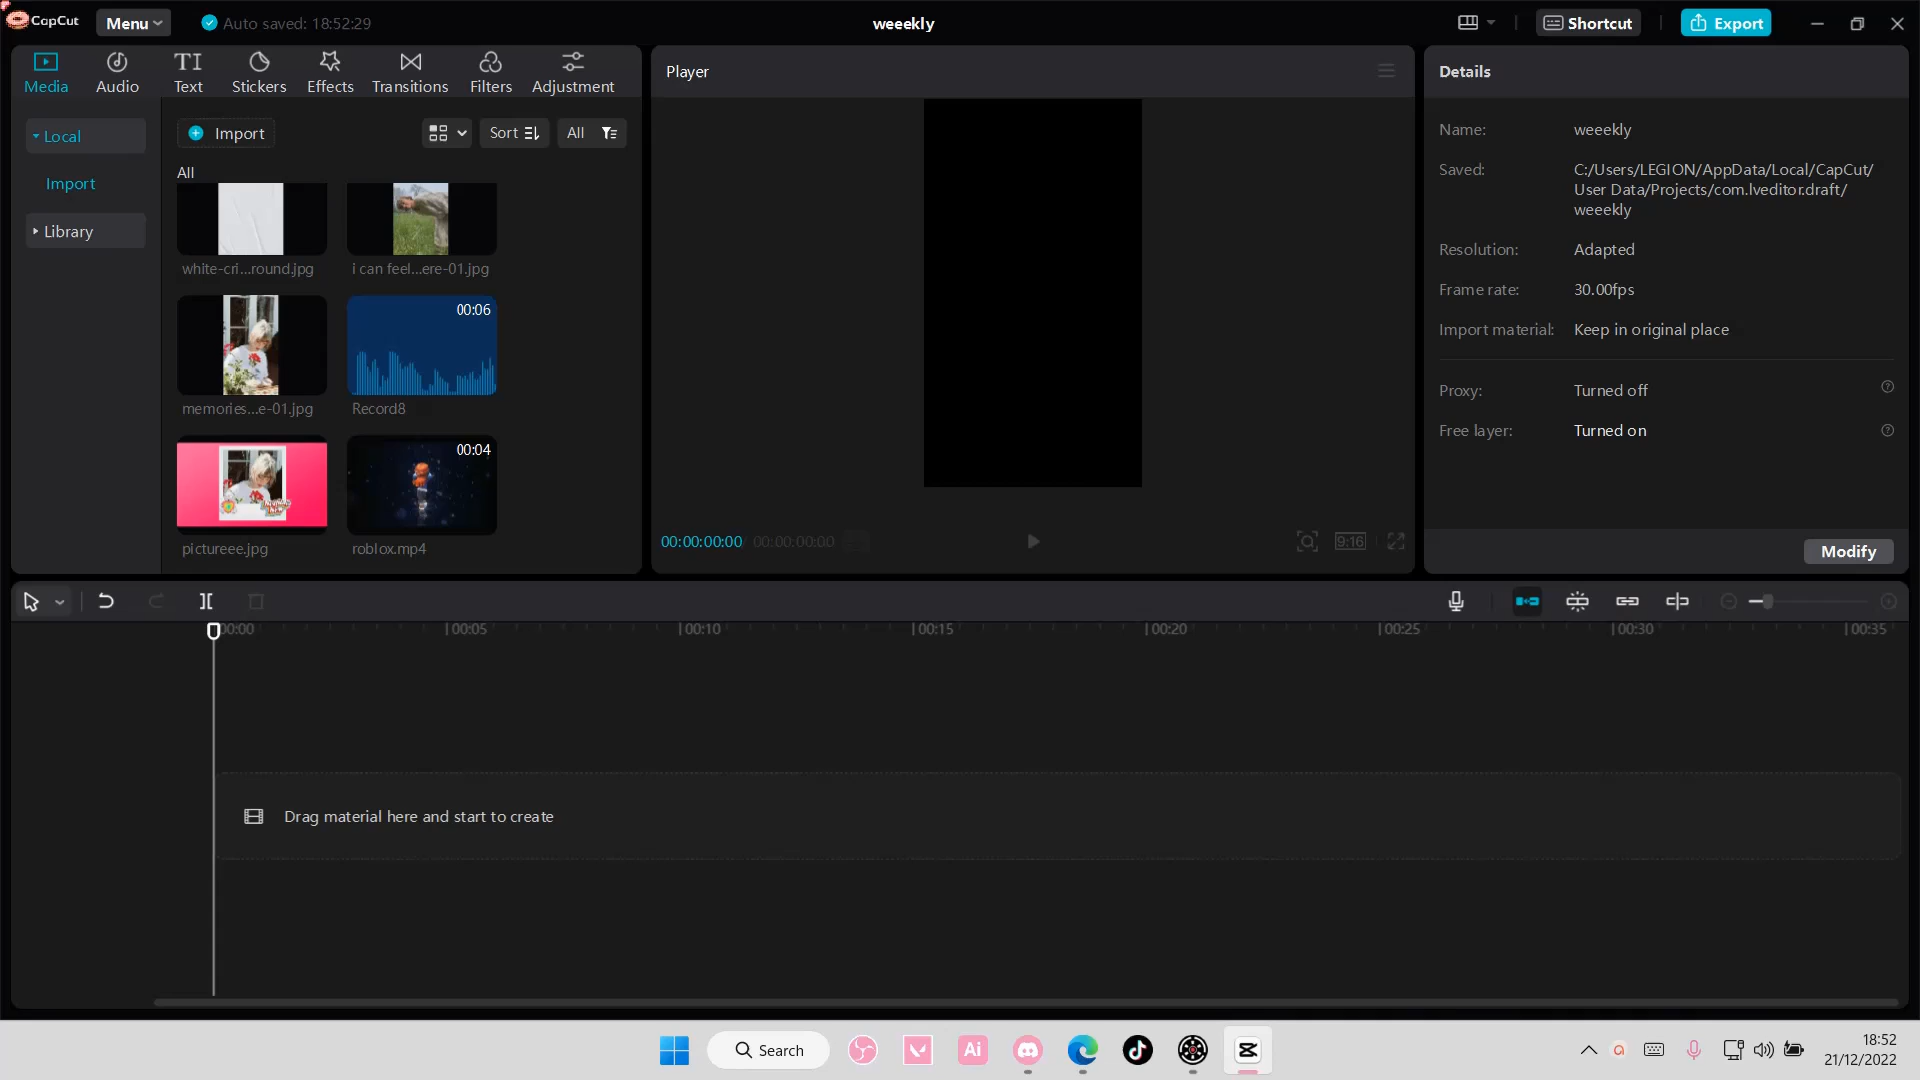 CapCut
Menu
Auto saved: 18:52:29
weeekly
Shortcut
Export
Media
Audio
TI
Text
Stickers
Effects
Transitions
Filters
Adjustment
Player
Details
Local
Import
Library
Import
Sort
All
All
white-cri...round.jpg
i can feel...ere-01.jpg
00:06
memories...e-01.jpg
Record8
00:04
pictureee.jpg
roblox.mp4
00:00:00:00
00:00:00:00
9:16
Name: weeekly
Saved: C:/Users/LEGION/AppData/Local/CapCut/
User Data/Projects/com.lveditor.draft/
weeekly
Resolution: Adapted
Frame rate: 30.00fps
Import material: Keep in original place
Proxy: Turned off
Free layer: Turned on
Modify
00:00
00:05
00:10
00:15
00:20
00:25
00:30
00:35
Drag material here and start to create
Search
Ai
18:52
21/12/2022